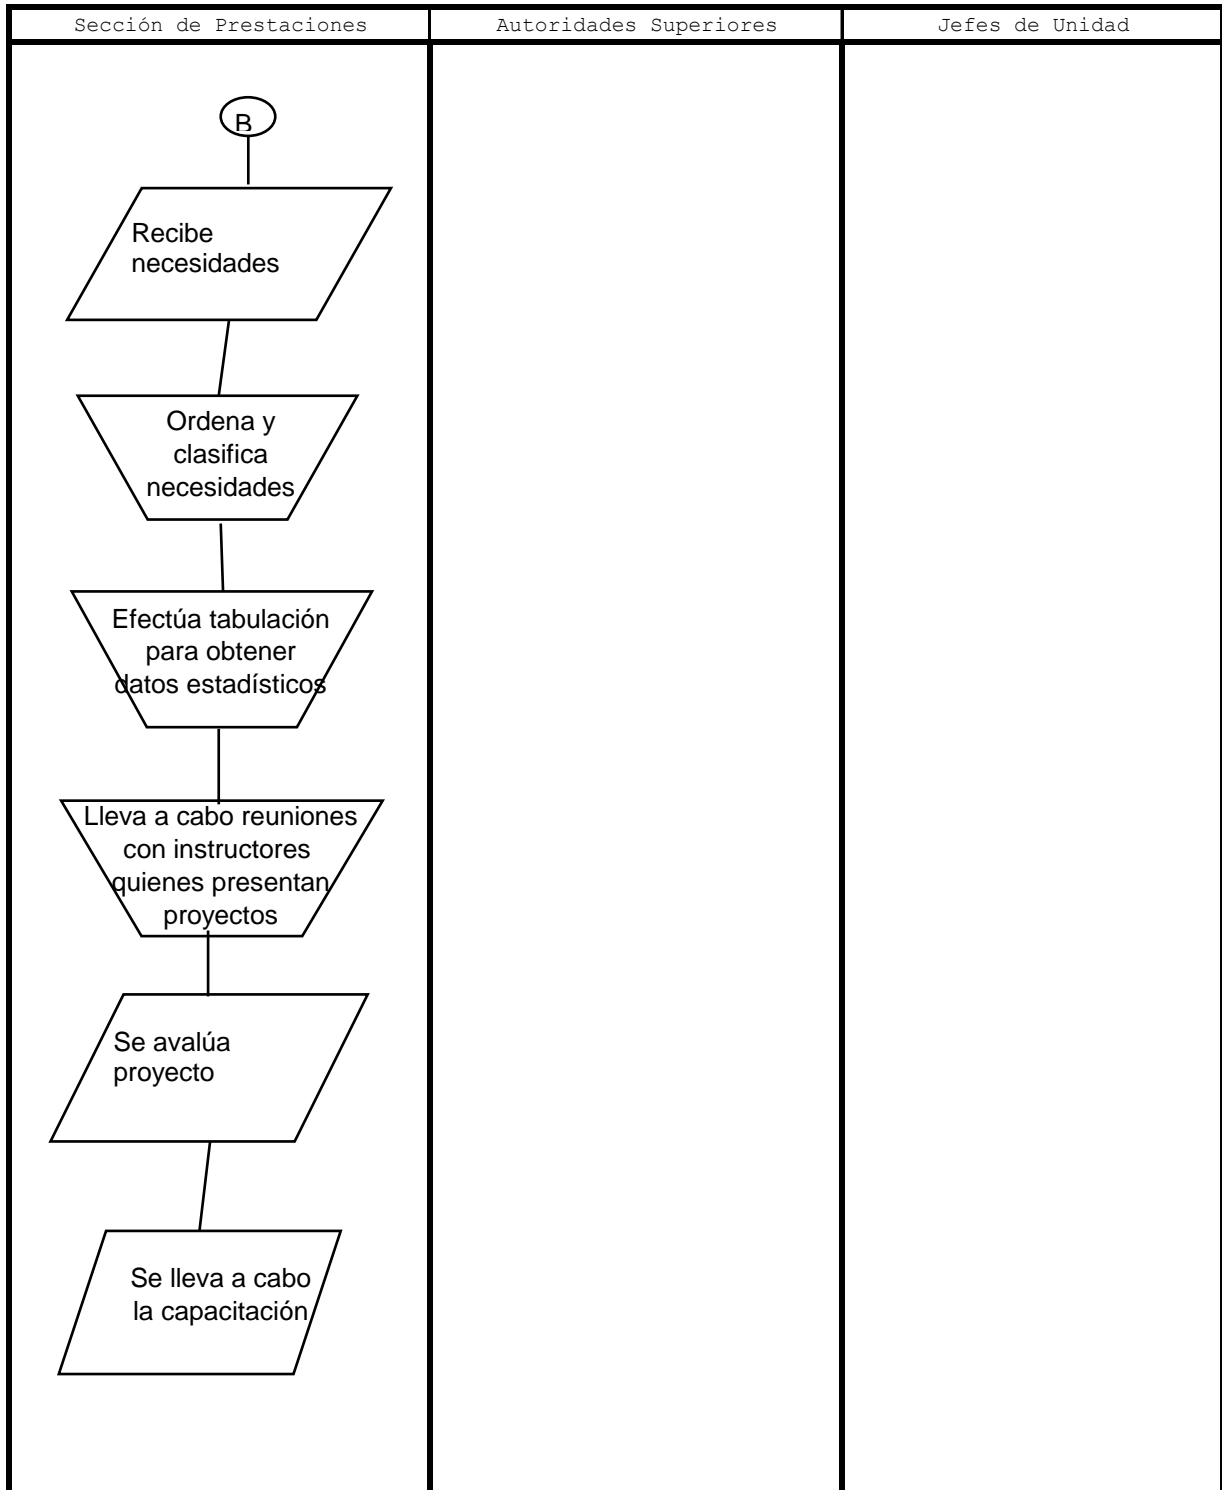 Sección de Prestaciones
Autoridades Superiores
Jefes de Unidad
B
Recibe
necesidades
Ordena y
clasifica
necesidades
Efectúa tabulación
para obtener
datos estadísticos
Lleva a cabo reuniones
con instructores
quienes presentan
proyectos
Se avalúa
proyecto
Se lleva a cabo
la capacitación